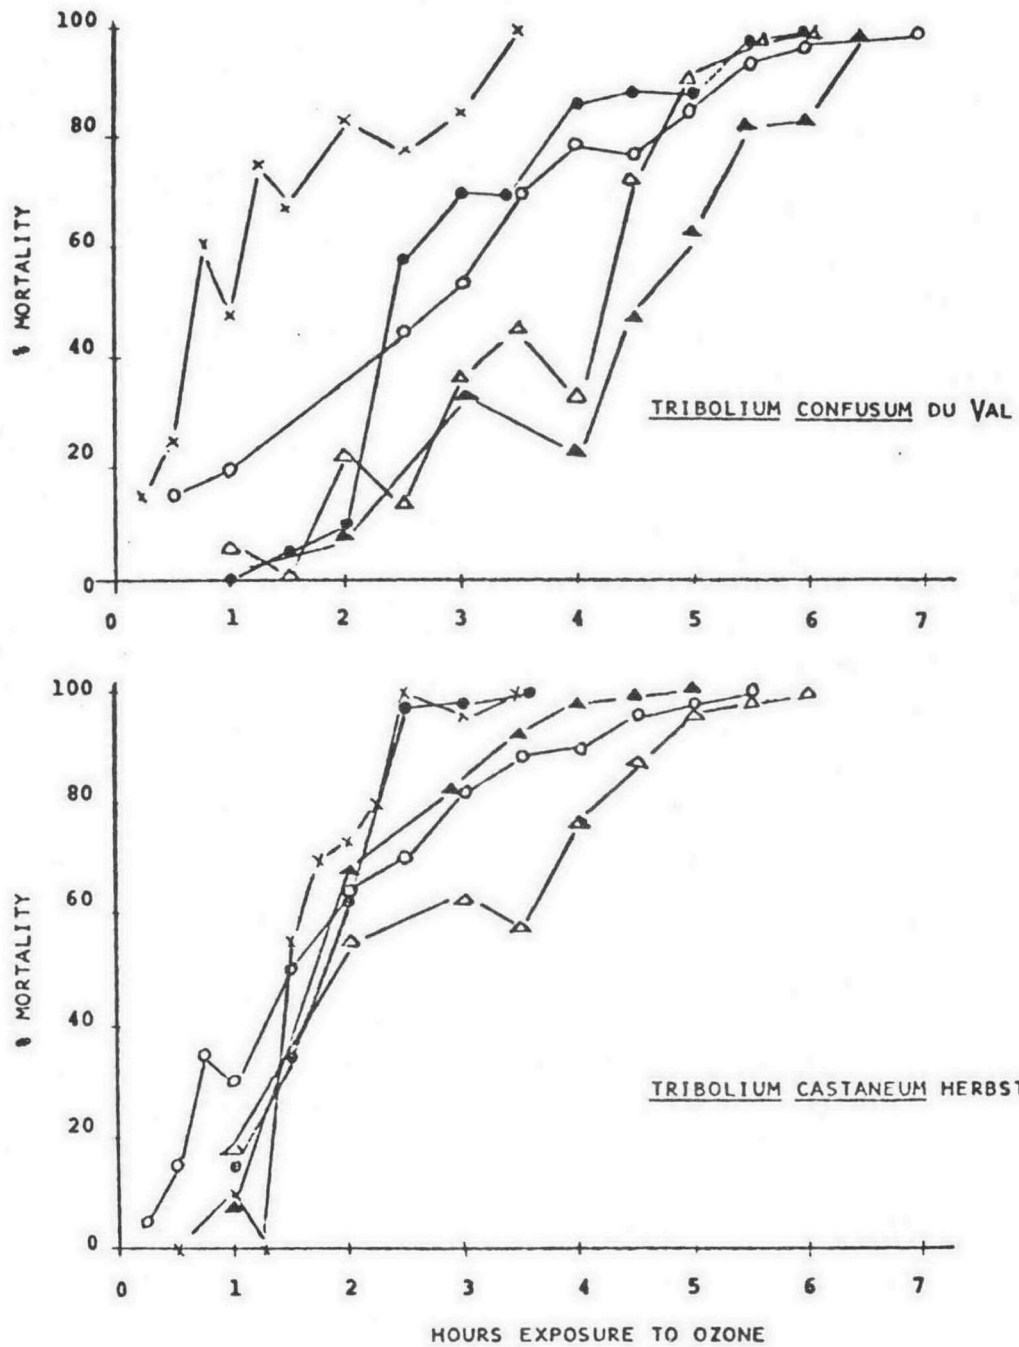 100
80
60
40
20
0
% MORTALITY
TRIBOLIUM CONFUSUM DU VAL
0 1 2 3 4 5 6 7
100
80
60
40
20
0
% MORTALITY
TRIBOLIUM CASTANEUM HERBST
0 1 2 3 4 5 6 7
HOURS EXPOSURE TO OZONE